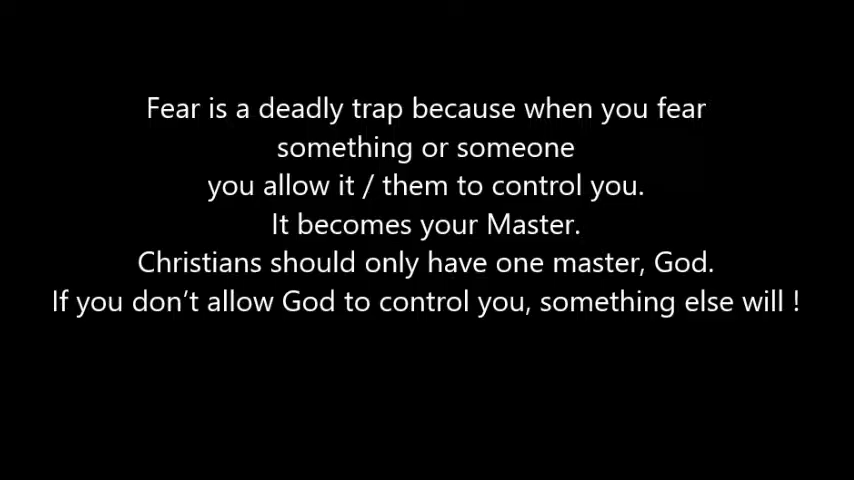 Fear is a deadly trap because when you fear
something or someone
you allow it / them to control you.
It becomes your Master.
Christians should only have one master, God.
If you don’t allow God to control you, something else will !